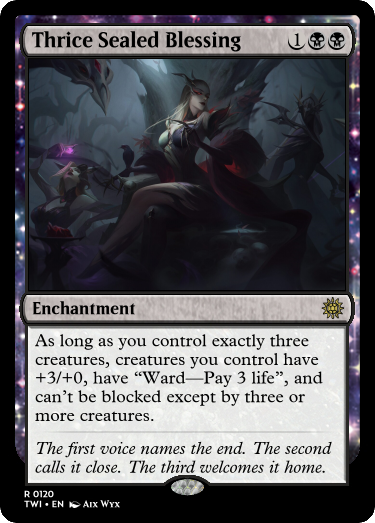 Thrice Sealed Blessing 1
Enchantment
As long as you control exactly three
creatures, creatures you control have
+3/+0, have “Ward—Pay 3 life”, and
can't be blocked except by three or
more creatures.
The first voice names the end. The second
calls it close. The third welcomes it home.
R 0120
TWI • EN Aix Wyx